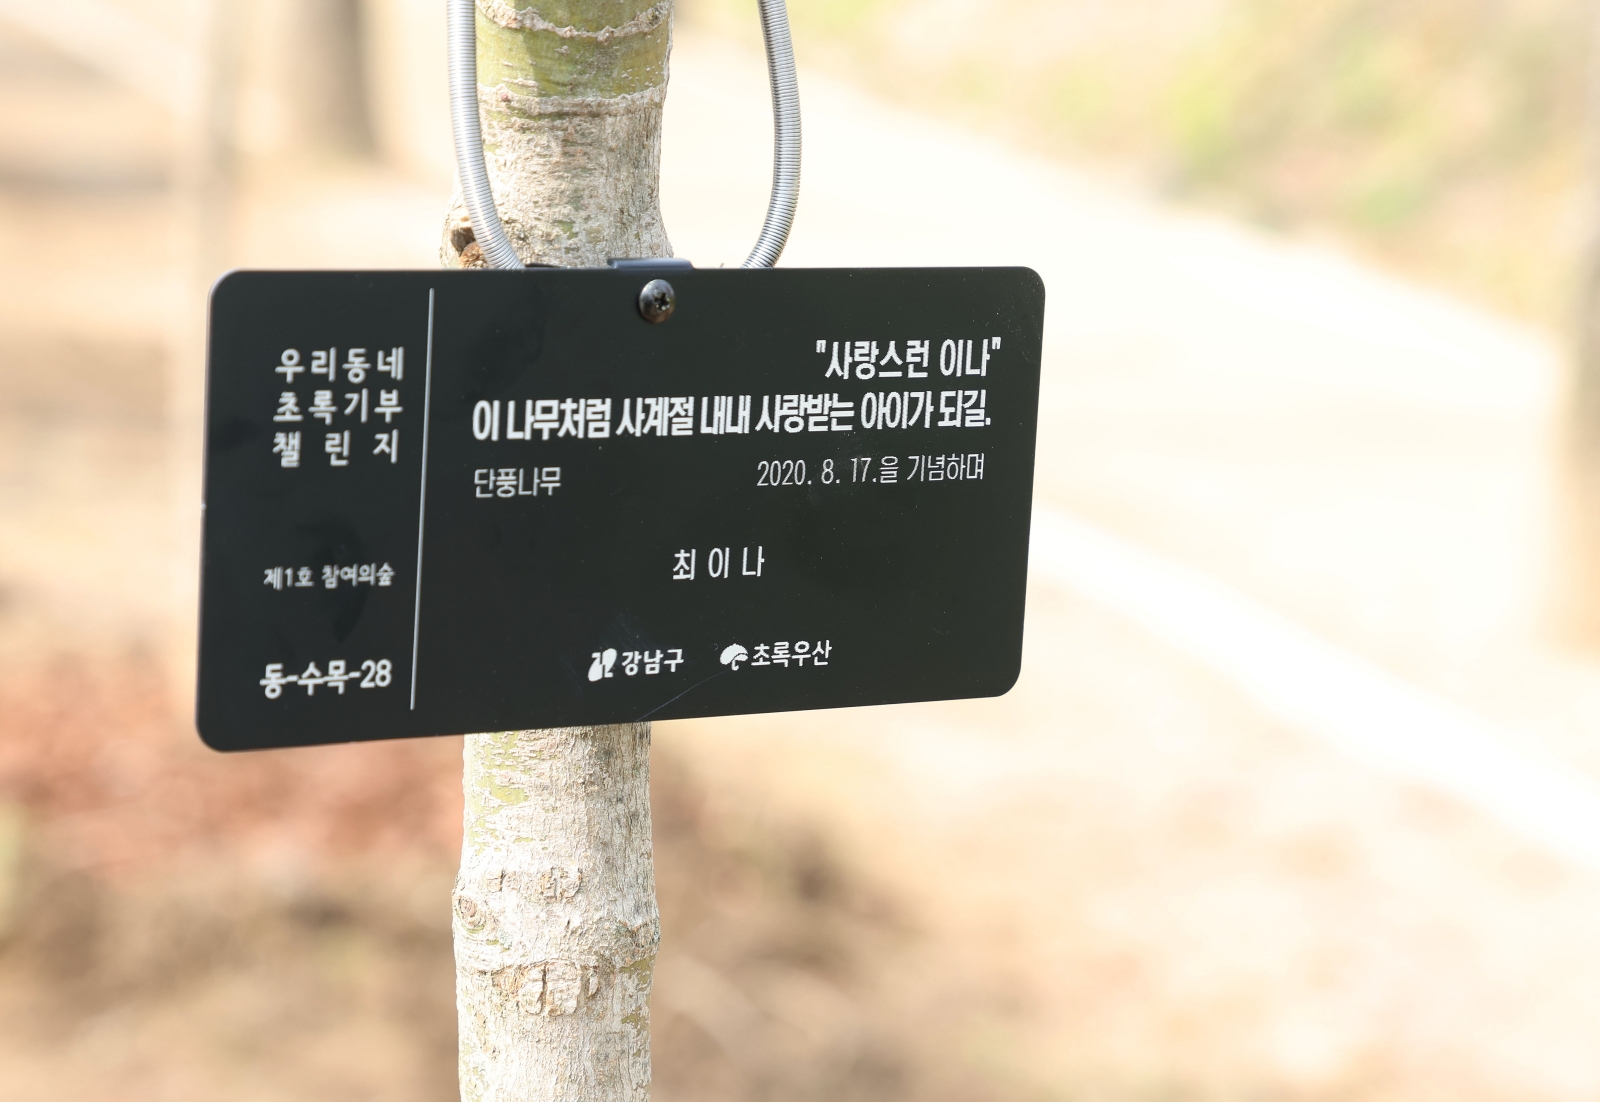 우리동네
초록기부
챌린지
제1호 참여의숲
동-수목-28
"사랑스런 이나"
이 나무처럼 사계절 내내 사랑받는 아이가 되길.
단풍나무 2020. 8. 17.을 기념하며
최이나
강남구 초록우산